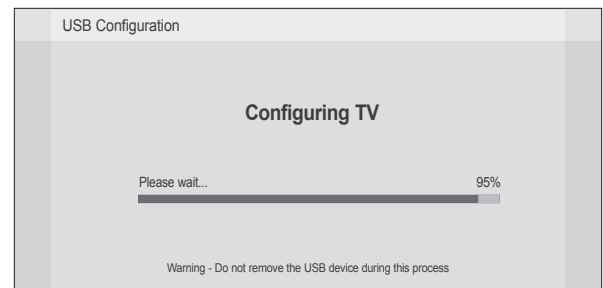 USB Configuration
Configuring TV
Please wait... 95%
Warning - Do not remove the USB device during this process